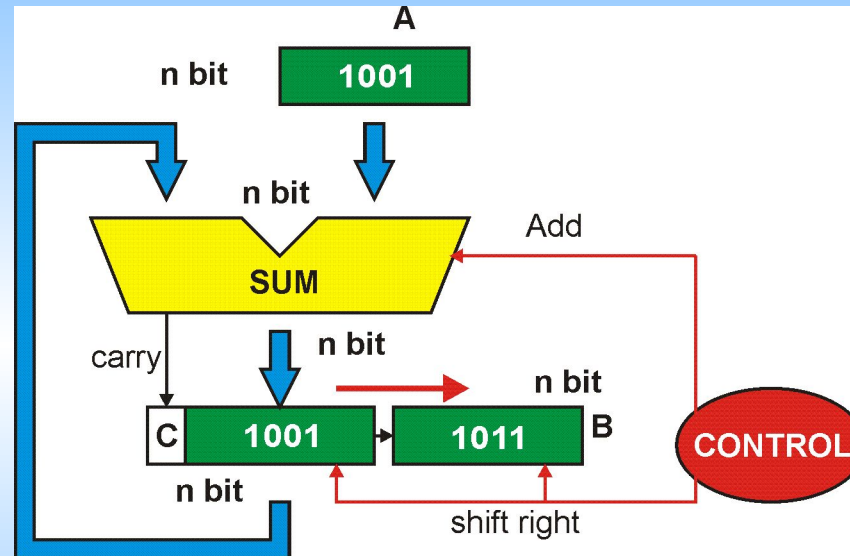 A
n bit
1001
n bit
Add
SUM
carry
n bit
n bit
C
1001
1011
B
CONTROL
n bit
shift right